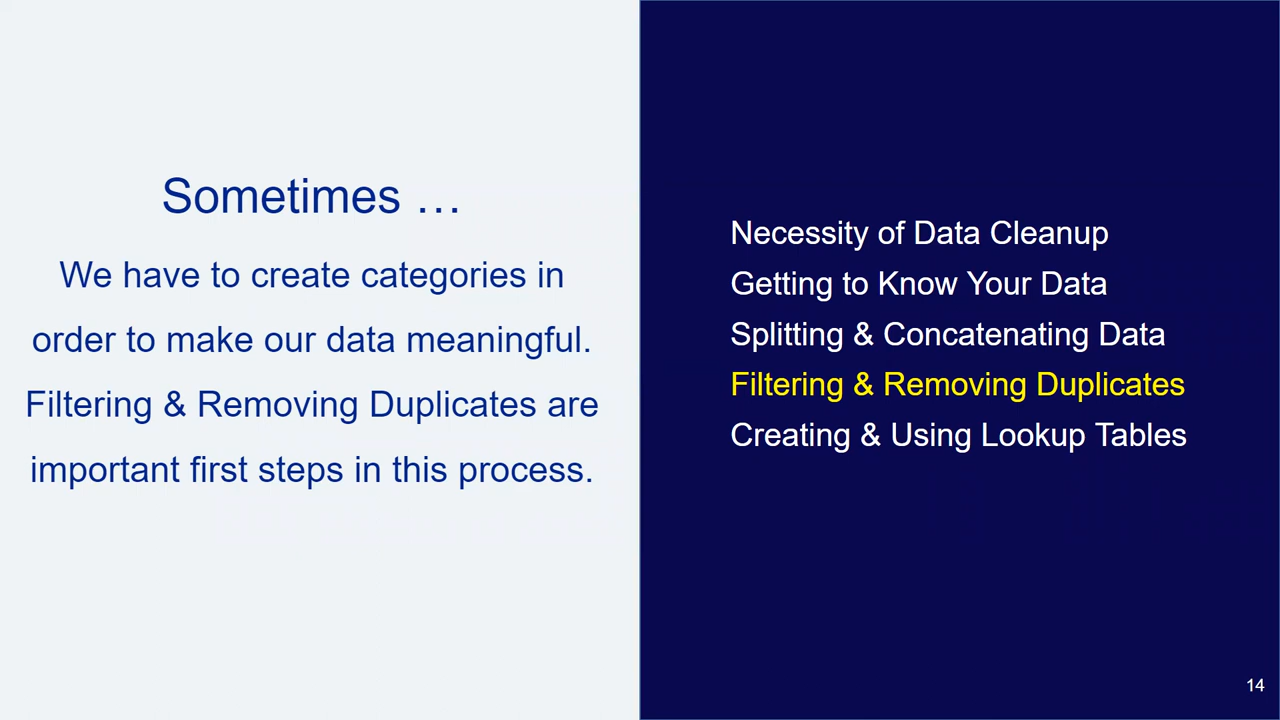 Sometimes …
We have to create categories in
order to make our data meaningful.
Filtering & Removing Duplicates are
important first steps in this process.
Necessity of Data Cleanup
Getting to Know Your Data
Splitting & Concatenating Data
Filtering & Removing Duplicates
Creating & Using Lookup Tables
14